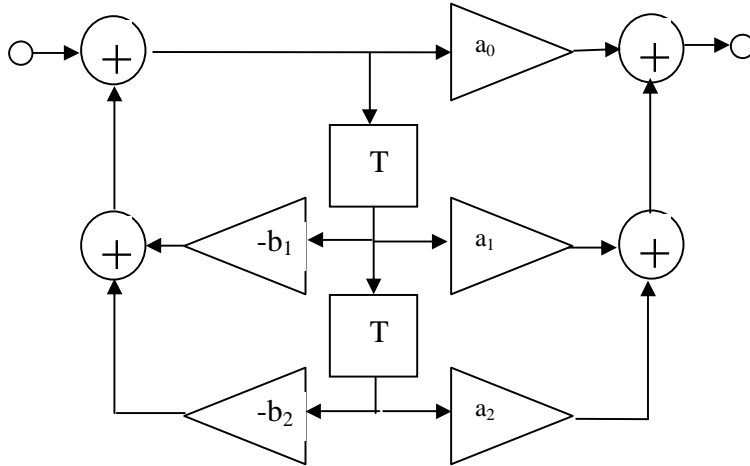 + a₀ +
T
+ -b₁ a₁ +
T
-b₂ a₂